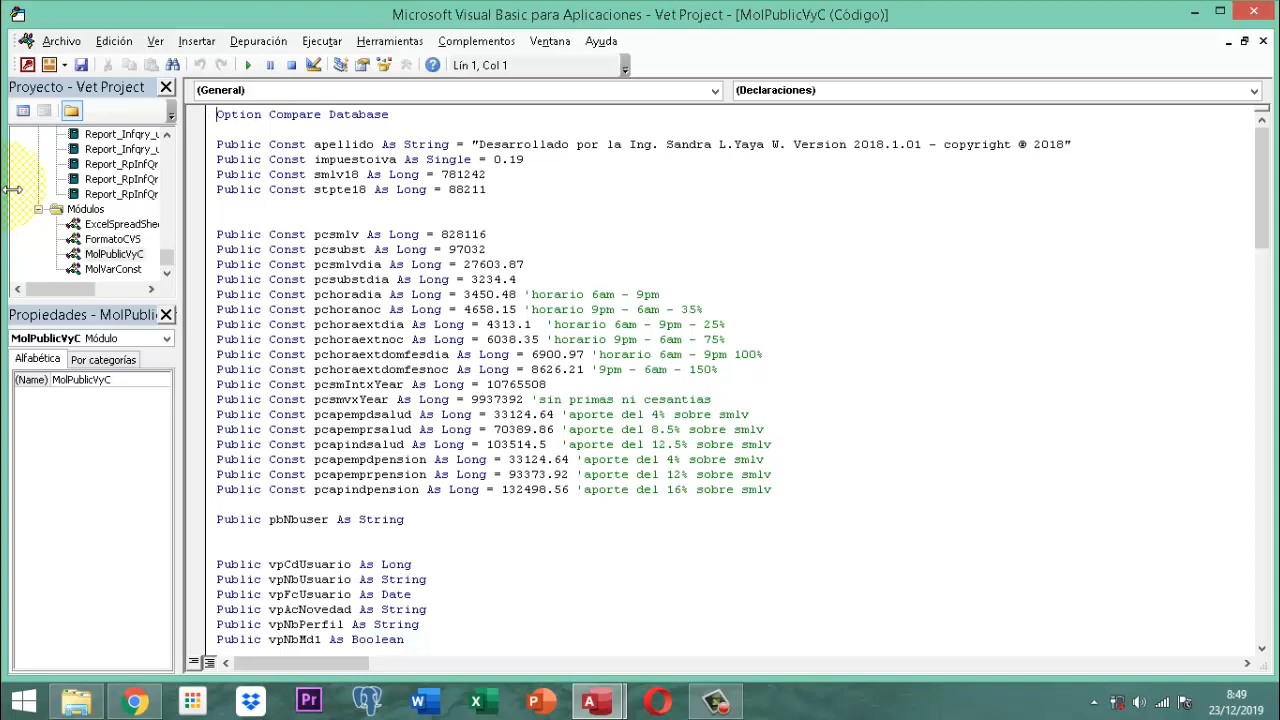 Microsoft Visual Basic para Aplicaciones - Vet Project - [MolPublicVyC (Código)]
Archivo Edición Ver Insertar Depuración Ejecutar Herramientas Complementos Ventana Ayuda
Lín 1, Col 1
Proyecto - Vet Project
Report_Infqry_u
Report_Infqry_u
Report_RpInfQr
Report_RpInfQr
Report_RpInfQr
Módulos
ExcelSpreadShe
FormatoCVS
MolPublicVyC
MolVarConst
Propiedades - MolPubli
MolPublicVyC Módulo
Alfabética Por categorías
(Name) MolPublicVyC
(General) (Declaraciones)
Option Compare Database
Public Const apellido As String = "Desarrollado por la Ing. Sandra L.Yaya W. Version 2018.1.01 - copyright @ 2018"
Public Const impuestoiva As Single = 0.19
Public Const smlv18 As Long = 781242
Public Const stpte18 As Long = 88211
Public Const pcsmlv As Long = 828116
Public Const pcsubst As Long = 97032
Public Const pcsmlvdia As Long = 27603.87
Public Const pcsubstdia As Long = 3234.4
Public Const pchoradia As Long = 3450.48 'horario 6am - 9pm
Public Const pchoranoc As Long = 4658.15 'horario 9pm - 6am - 35%
Public Const pchoraextdia As Long = 4313.1 'horario 6am - 9pm - 25%
Public Const pchoraextnoc As Long = 6038.35 'horario 9pm - 6am - 75%
Public Const pchoraextdomfesdia As Long = 6900.97 'horario 6am - 9pm 100%
Public Const pchoraextdomfesnoc As Long = 8626.21 '9pm - 6am - 150%
Public Const pcsmIntxYear As Long = 10765508
Public Const pcsmvxYear As Long = 9937392 'sin primas ni cesantias
Public Const pcapempdsalud As Long = 33124.64 'aporte del 4% sobre smlv
Public Const pcapemprsalud As Long = 70389.86 'aporte del 8.5% sobre smlv
Public Const pcapindsalud As Long = 103514.5 'aporte del 12.5% sobre smlv
Public Const pcapempdpension As Long = 33124.64 'aporte del 4% sobre smlv
Public Const pcapemprpension As Long = 93373.92 'aporte del 12% sobre smlv
Public Const pcapindpension As Long = 132498.56 'aporte del 16% sobre smlv
Public pbNbuser As String
Public vpCdUsuario As Long
Public vpNbUsuario As String
Public vpFcUsuario As Date
Public vpAcNovedad As String
Public vpNbPerfil As String
Public vpNbMd1 As Boolean
8:49
23/12/2019